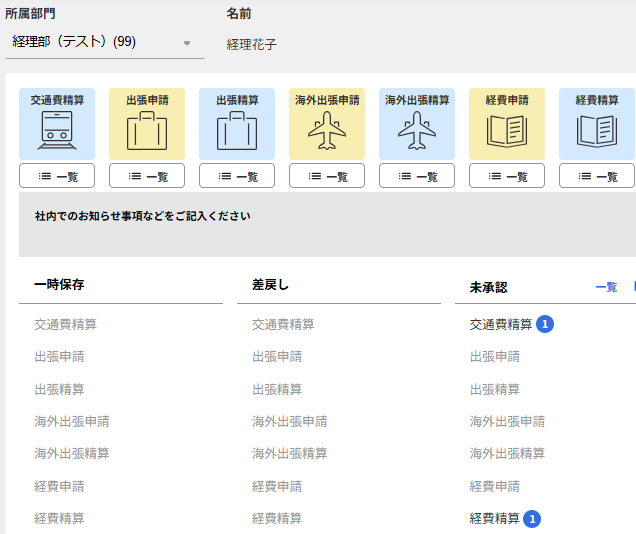 所属部門 名前
経理部（テスト）(99) 経理花子
交通費精算 出張申請 出張精算 海外出張申請 海外出張精算 経費申請 経費精算
一覧 一覧 一覧 一覧 一覧 一覧 一覧
社内でのお知らせ事項などをご記入ください
一時保存 差戻し 未承認 一覧
交通費精算 交通費精算 交通費精算 1
出張申請 出張申請 出張申請
出張精算 出張精算 出張精算
海外出張申請 海外出張申請 海外出張申請
海外出張精算 海外出張精算 海外出張精算
経費申請 経費申請 経費申請
経費精算 経費精算 経費精算 1